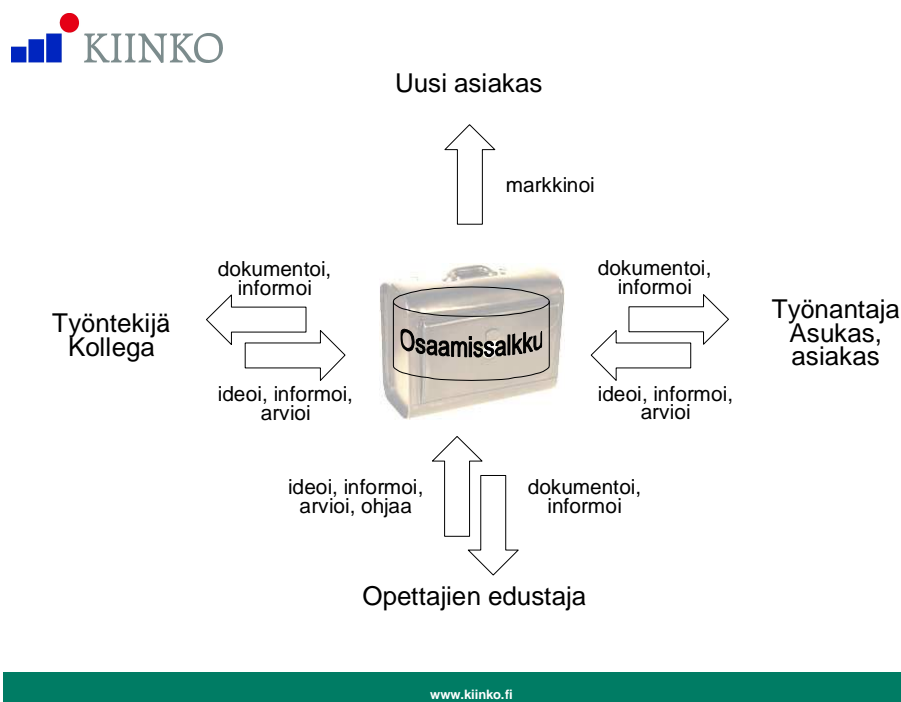 KIINKO
Uusi asiakas
markkinoi
dokumentoi,
informoi
dokumentoi,
informoi
Työntekijä
Kollega
Osaamissalkku
Työnantaja
Asukas,
asiakas
ideoi, informoi,
arvioi
ideoi, informoi,
arvioi
ideoi, informoi,
arvioi, ohjaa
dokumentoi,
informoi
Opettajien edustaja
www.kiinko.fi